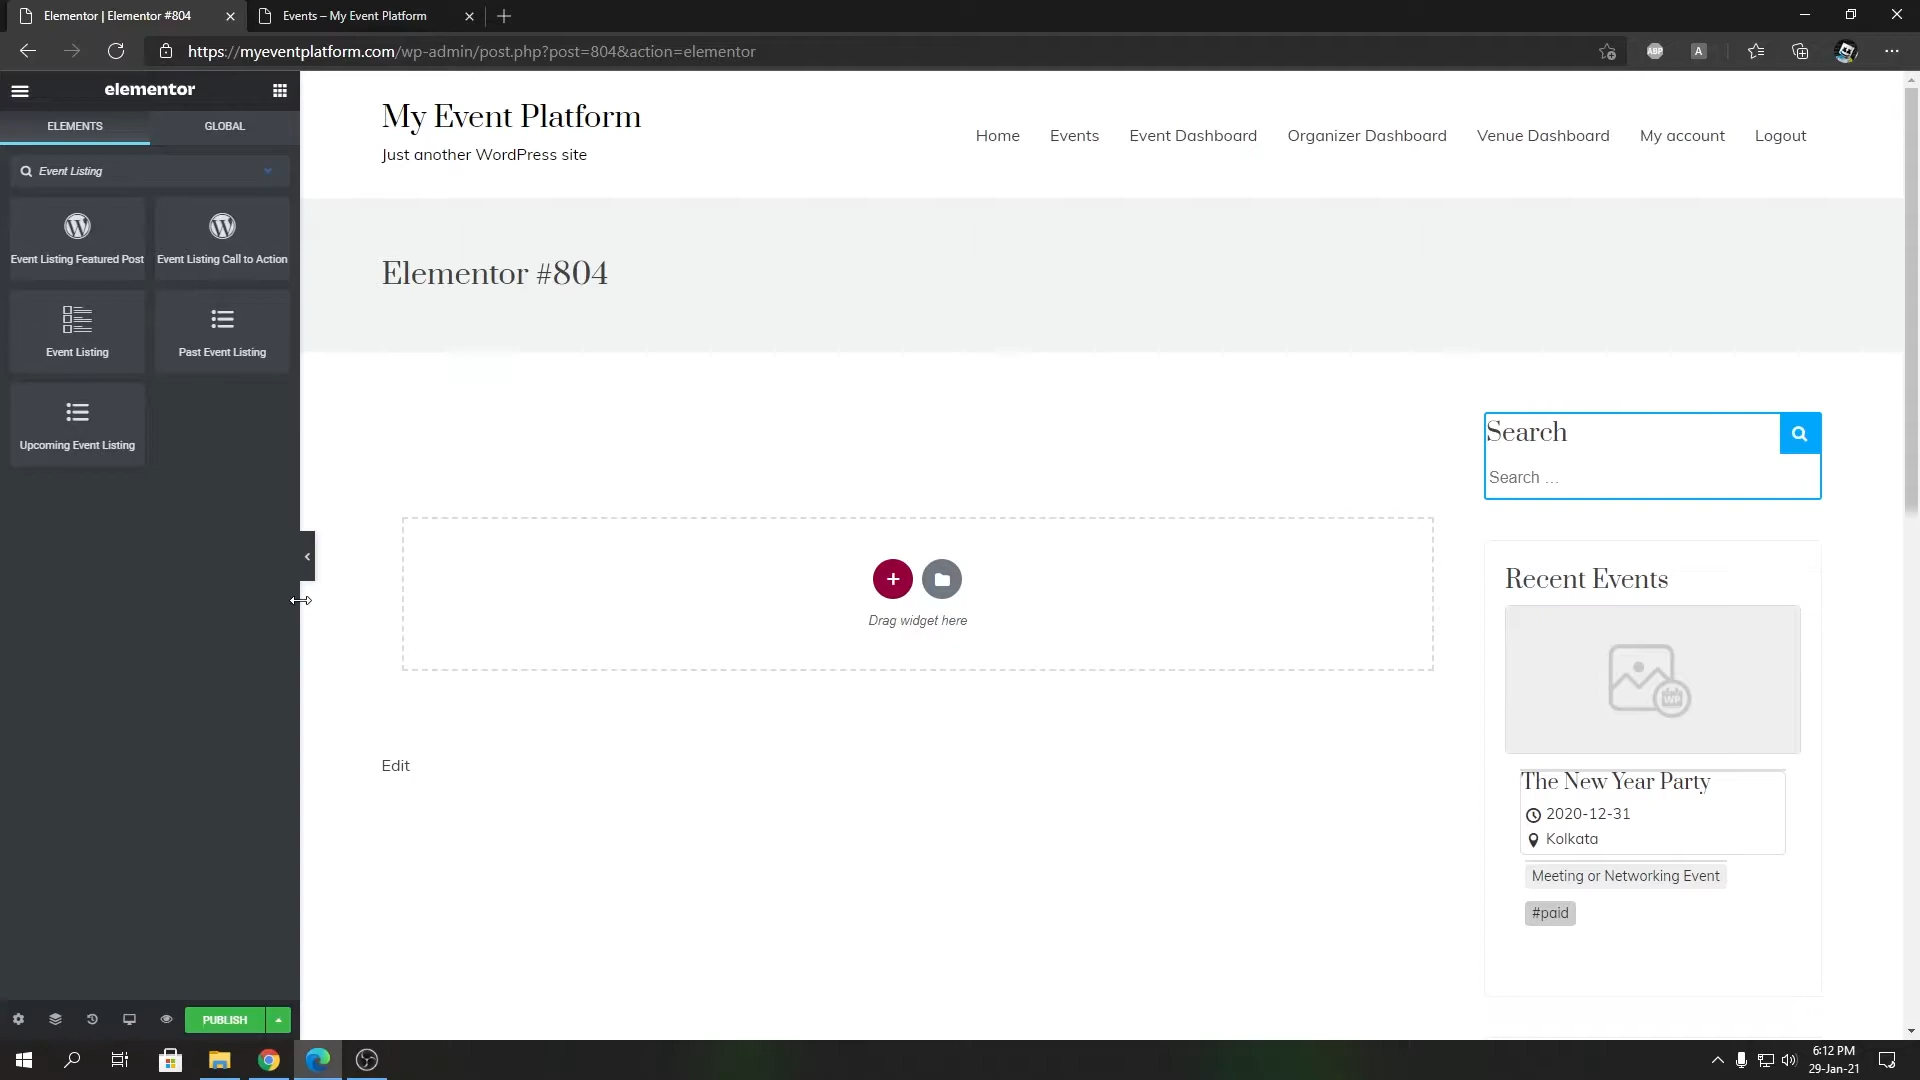 Elementor | Elementor #804
Events – My Event Platform
https://myeventplatform.com/wp-admin/post.php?post=804&action=elementor
ABP
A
elementor
ELEMENTS
GLOBAL
Event Listing
Event Listing Featured Post
Event Listing Call to Action
Event Listing
Past Event Listing
Upcoming Event Listing
PUBLISH
My Event Platform
Just another WordPress site
Home
Events
Event Dashboard
Organizer Dashboard
Venue Dashboard
My account
Logout
Elementor #804
Drag widget here
Edit
Search
Search ...
Recent Events
WP
The New Year Party
2020-12-31
Kolkata
Meeting or Networking Event
#paid
6:12 PM
29-Jan-21